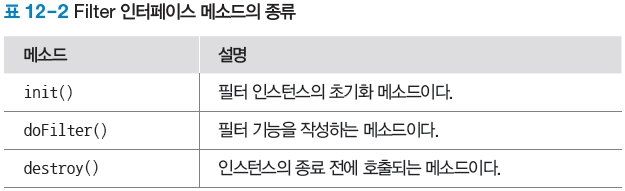 표 12-2 Filter 인터페이스 메소드의 종류
메소드 설명
init() 필터 인스턴스의 초기화 메소드이다.
doFilter() 필터 기능을 작성하는 메소드이다.
destroy() 인스턴스의 종료 전에 호출되는 메소드이다.